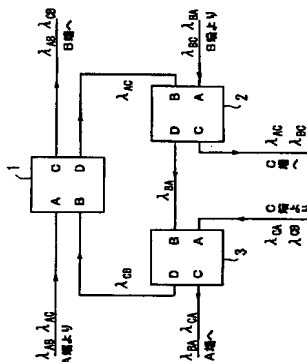 λAB λCB
B端へ
1
A C
B D
λAB λAC
A端より
λAC
λCB
λBC λBA
B端より
B A
D C
2
λBA
λAC
λBC
C端へ
C端より
λCA
λCB
B A
D C
3
λBA λCA
A端へ